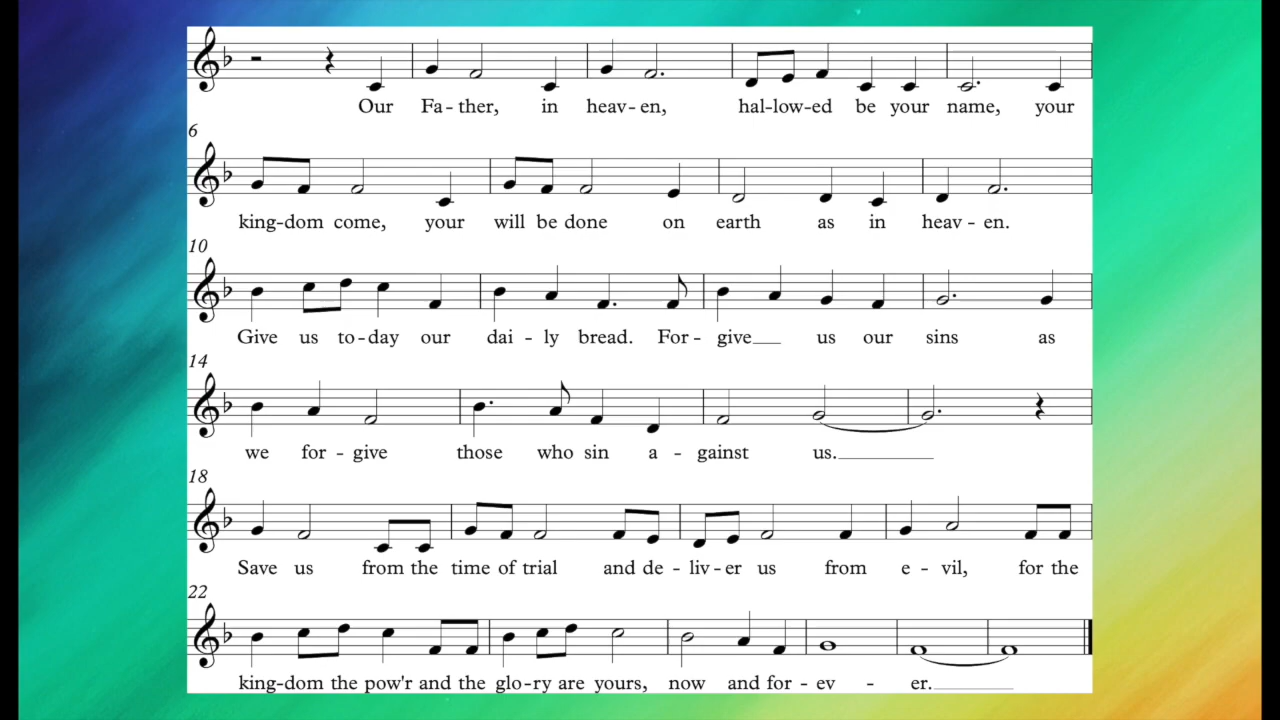 Our Fa - ther, in heav - en, hal - low - ed be your name, your
6
king - dom come, your will be done on earth as in heav - en.
10
Give us to - day our dai - ly bread. For - give us our sins as
14
we for - give those who sin a - gainst us.
18
Save us from the time of trial and de - liv - er us from e - vil, for the
22
king - dom the pow'r and the glo - ry are yours, now and for - ev - er.